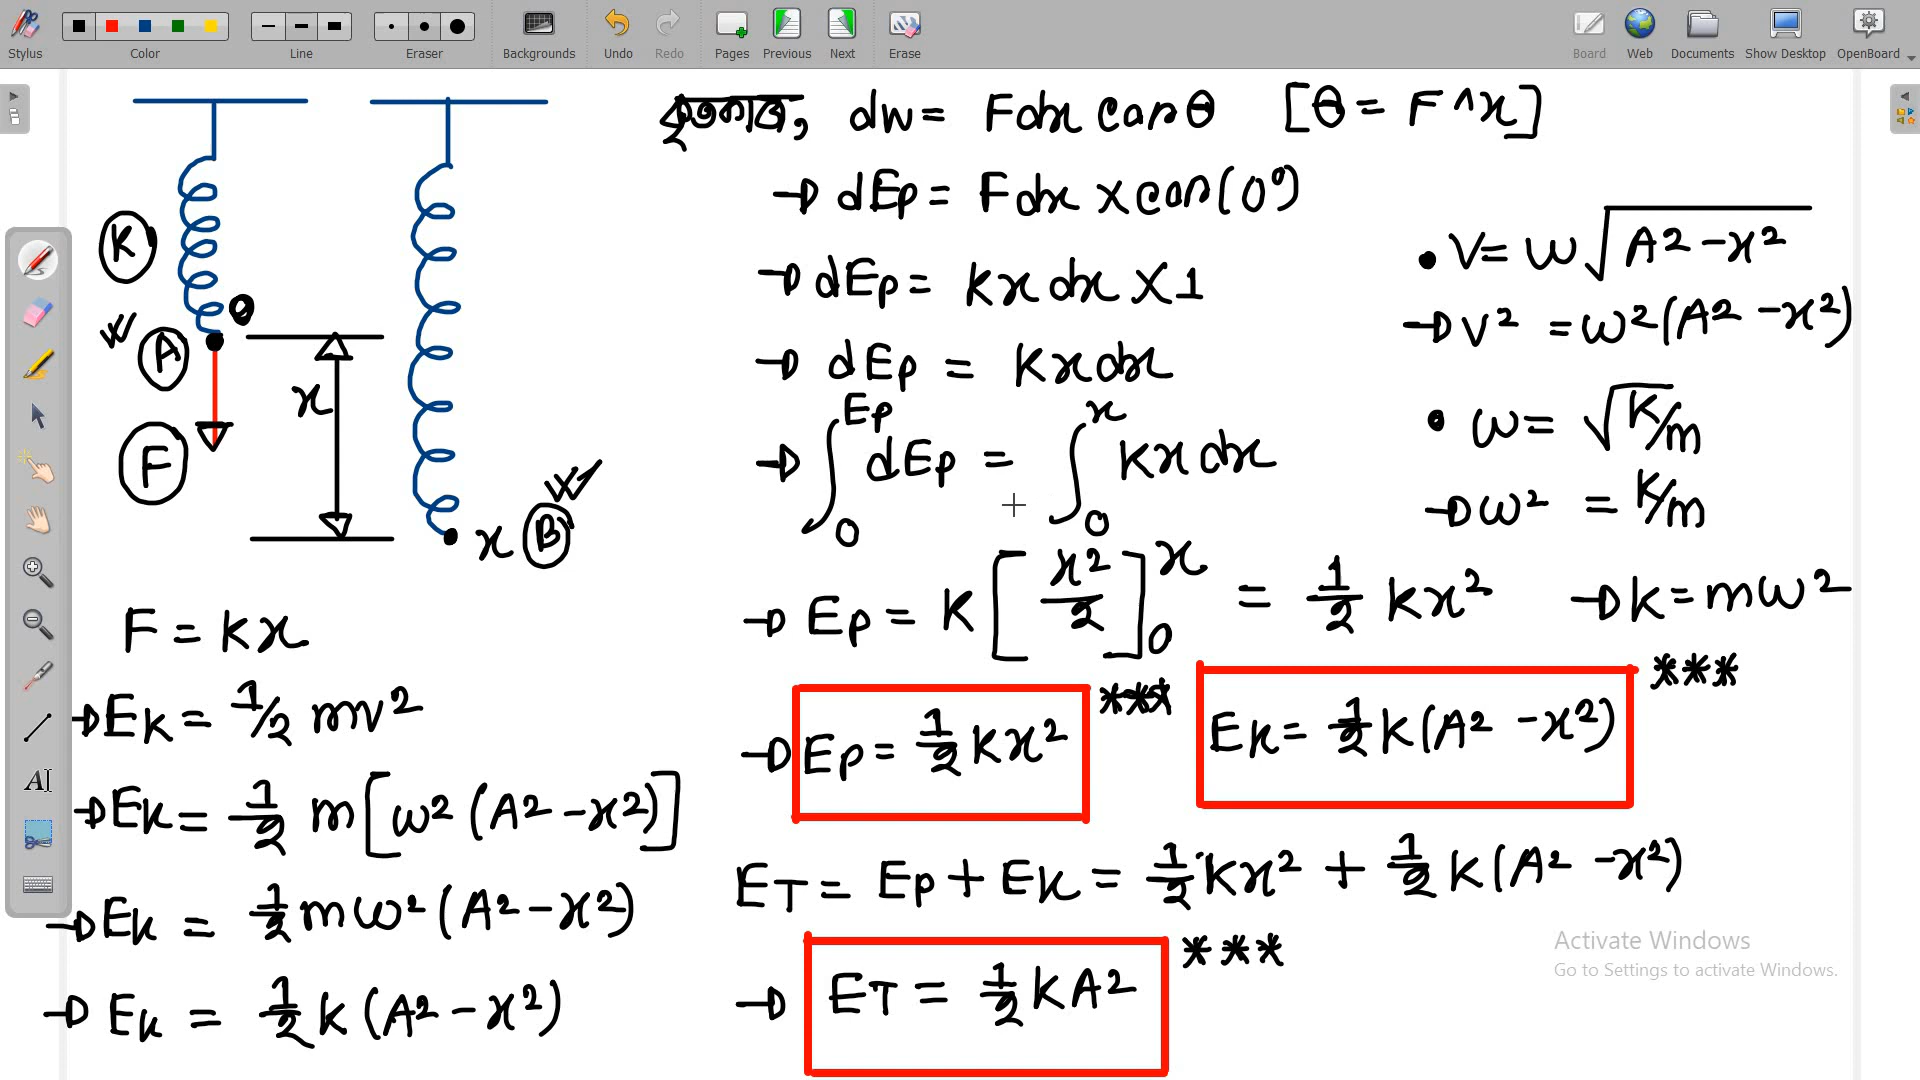 Stylus
Color
Line
Eraser
Backgrounds
Undo
Redo
Pages
Previous
Next
Erase
Board
Web
Documents
Show Desktop
OpenBoard
K
A
F
x
x B
F = Kx
→ Ek = 1/2 mv²
→ Ek = 1/2 m[ω² (A² - x²)]
→ Ek = 1/2 mω² (A² - x²)
→ Ek = 1/2 K (A² - x²)
dw = Fdx cos θ [θ = F ^ x]
→ dEp = Fdx × cos(0°)
→ dEp = Kx dx × 1
→ dEp = Kx dx
→ ∫₀^Ep dEp = ∫₀^x Kx dx
→ Ep = K [x²/2]₀^x = 1/2 Kx²
→ Ep = 1/2 Kx² ***
• V = ω√(A² - x²)
→ V² = ω²(A² - x²)
• ω = √K/m
→ ω² = K/m
→ K = mω²
Ek = 1/2 K(A² - x²) ***
ET = Ep + Ek = 1/2 Kx² + 1/2 K(A² - x²)
→ ET = 1/2 KA² ***
Activate Windows
Go to Settings to activate Windows.